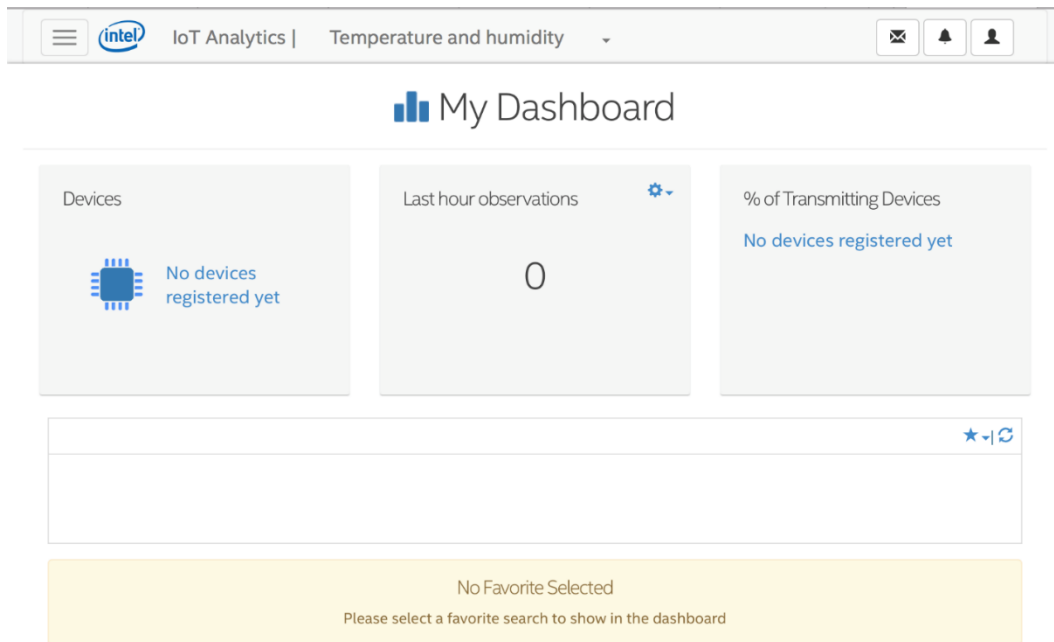 intel IoT Analytics | Temperature and humidity
My Dashboard
Devices
No devices
registered yet
Last hour observations
0
% of Transmitting Devices
No devices registered yet
No Favorite Selected
Please select a favorite search to show in the dashboard